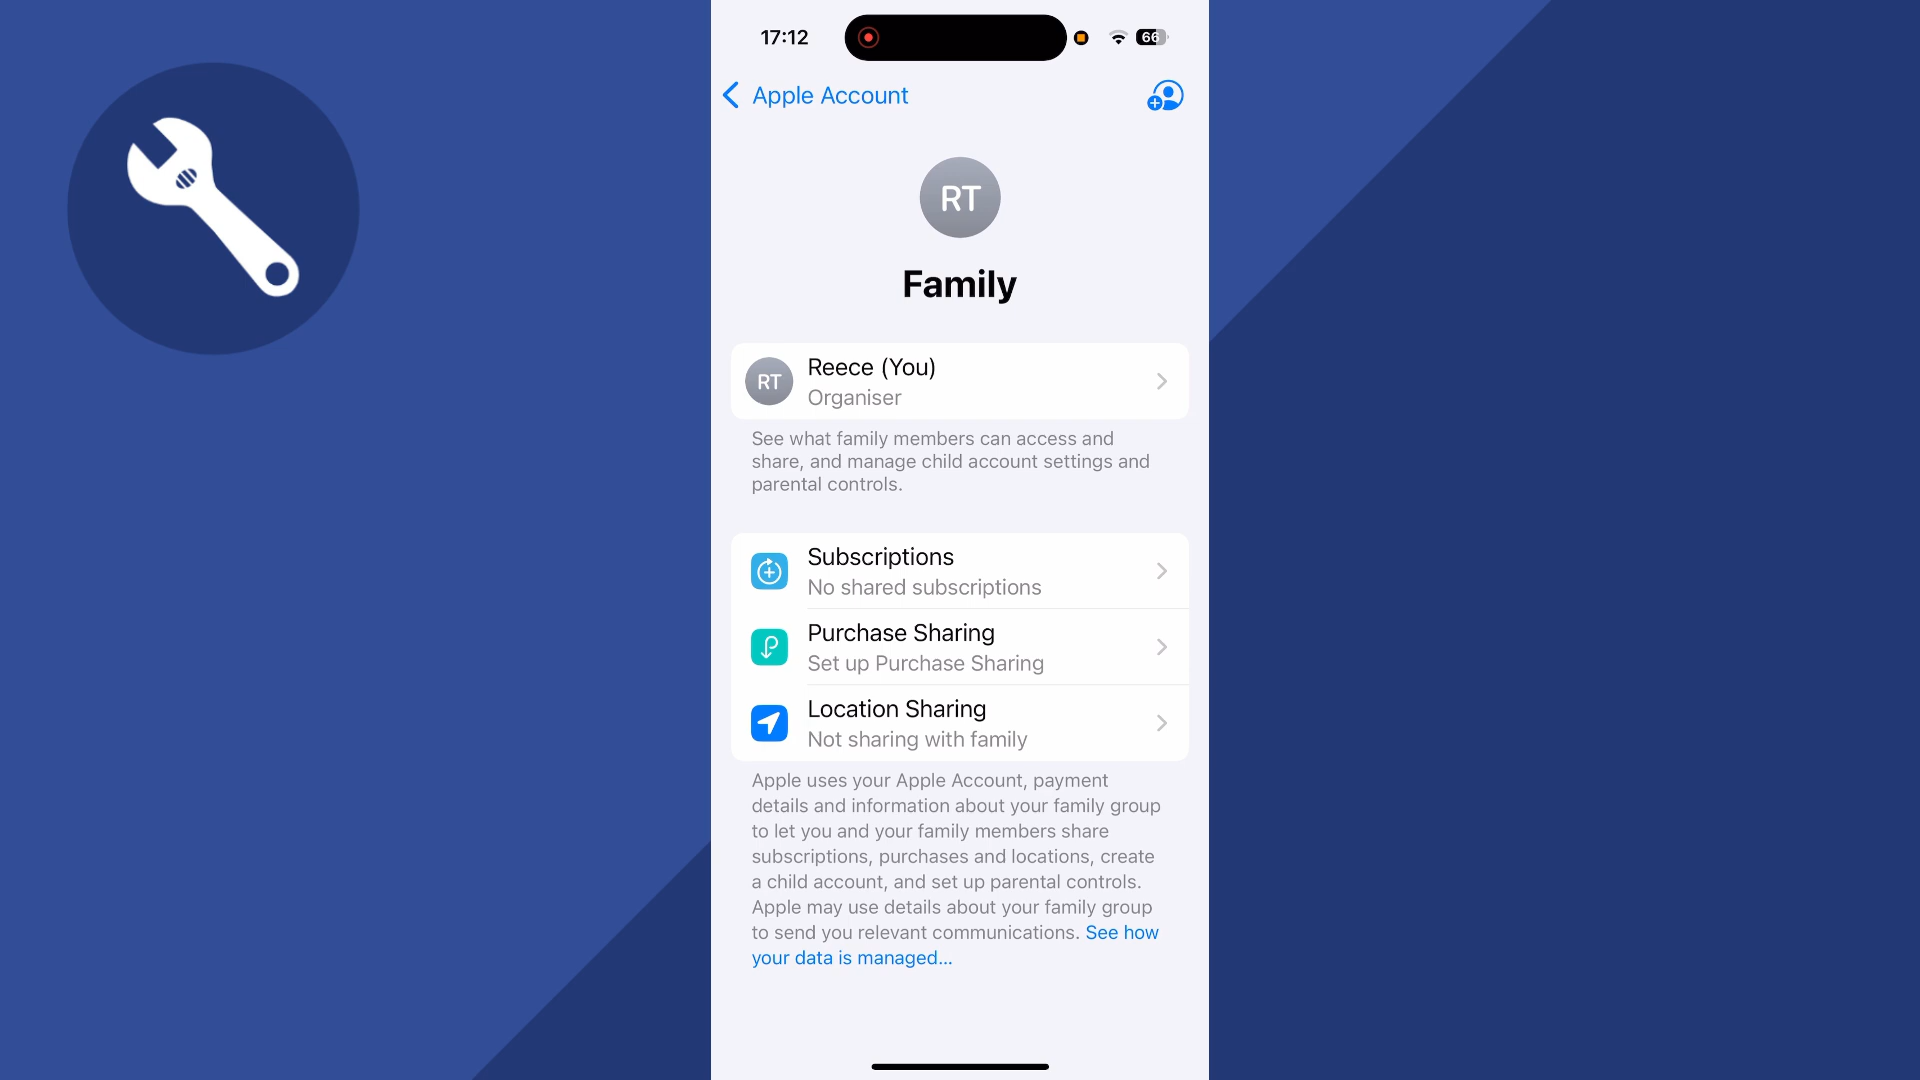 17:12
66
Apple Account
RT
Family
RT
Reece (You)
Organiser
See what family members can access and
share, and manage child account settings and
parental controls.
Subscriptions
No shared subscriptions
Purchase Sharing
Set up Purchase Sharing
Location Sharing
Not sharing with family
Apple uses your Apple Account, payment
details and information about your family group
to let you and your family members share
subscriptions, purchases and locations, create
a child account, and set up parental controls.
Apple may use details about your family group
to send you relevant communications. See how
your data is managed...